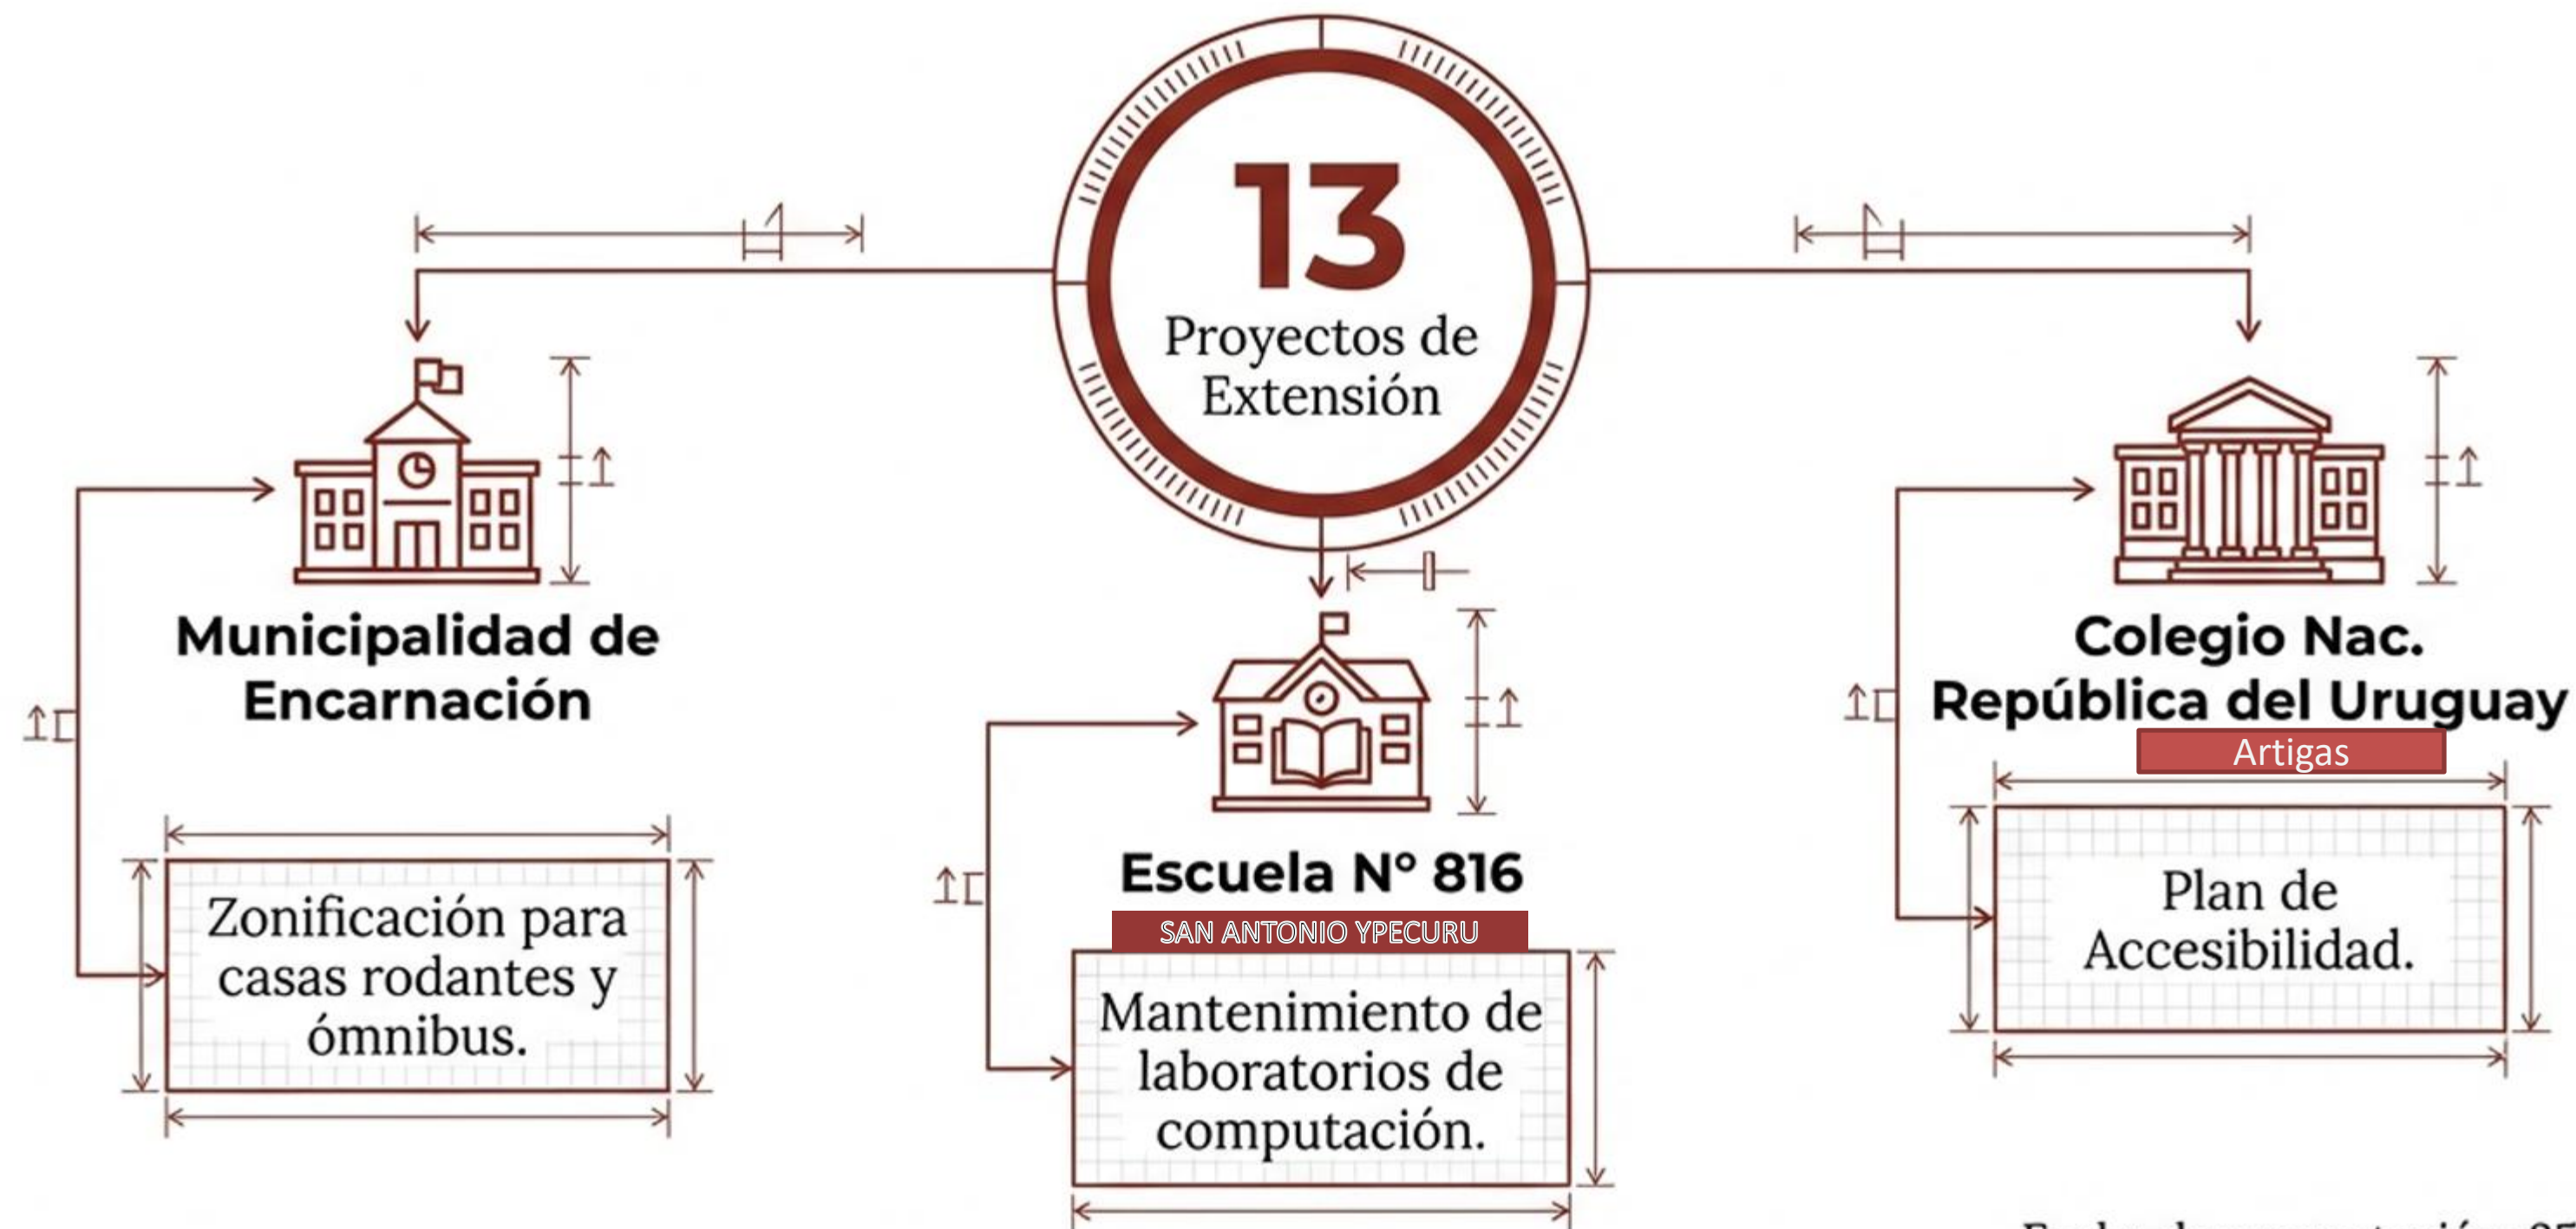 13
Proyectos de
Extensión
Municipalidad de
Encarnación
Zonificación para
casas rodantes y
ómnibus.
Escuela Nº 816
SAN ANTONIO YPECURU
Mantenimiento de
laboratorios de
computación.
Colegio Nac.
República del Uruguay
Artigas
Plan de
Accesibilidad.